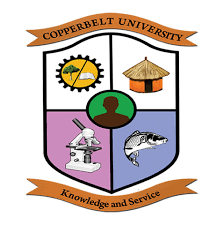 COPPERBELT UNIVERSITY
Knowledge and Service